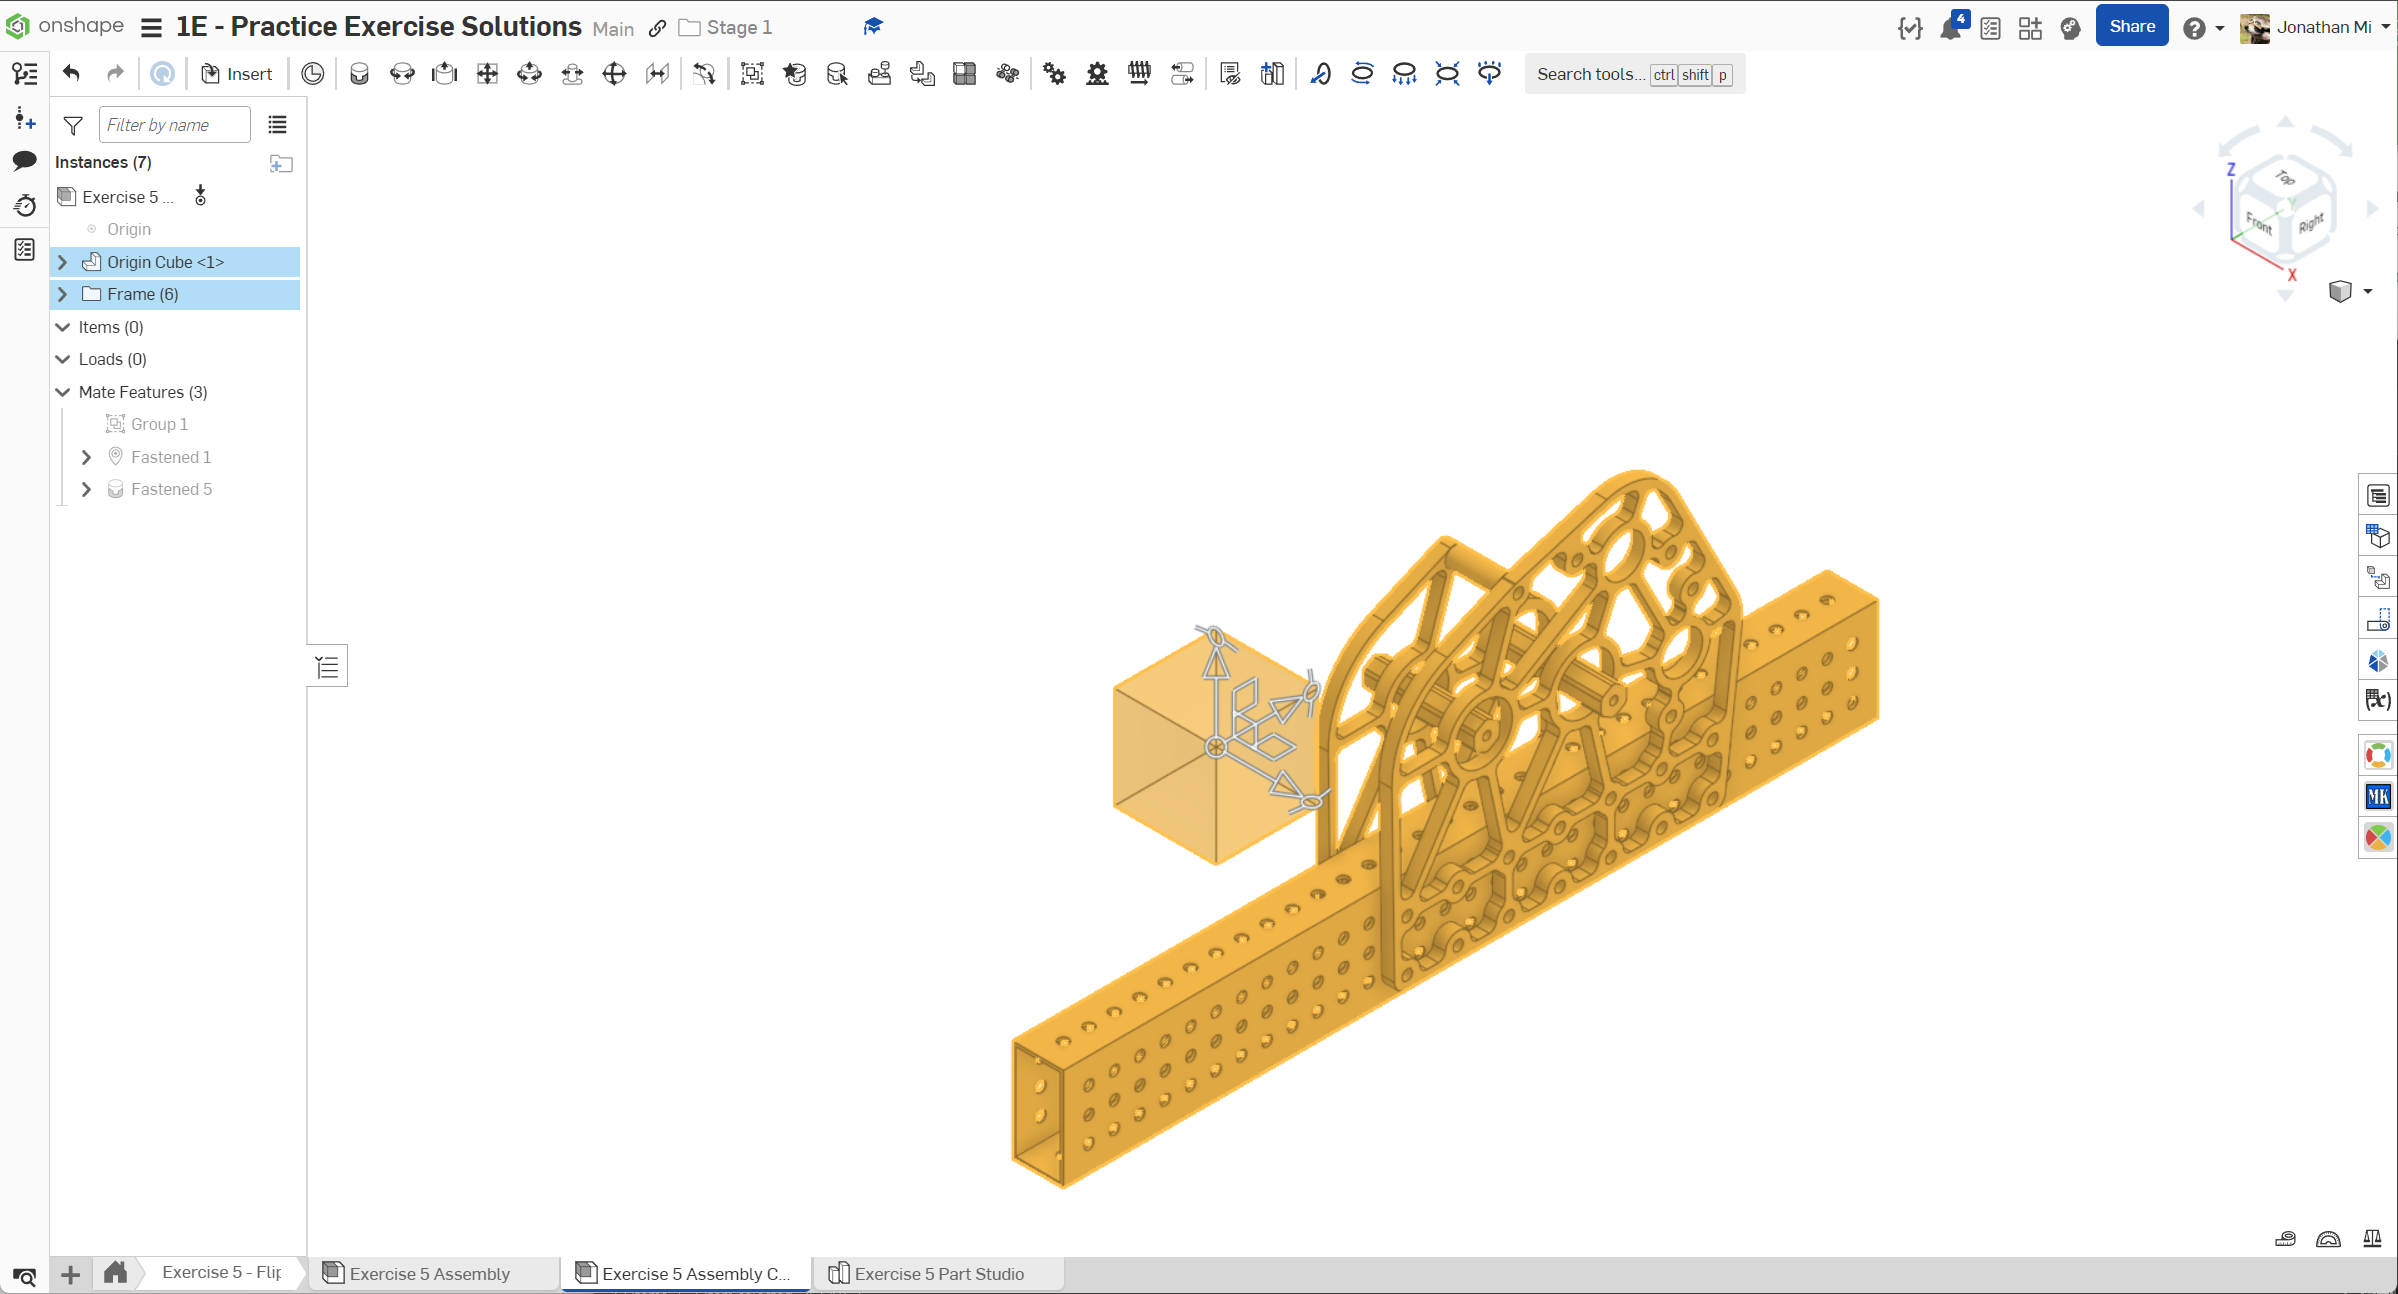 onshape
1E - Practice Exercise Solutions
Main
Stage 1
4
Share
Jonathan Mi
Insert
Search tools... ctrl shift p
Filter by name
Instances (7)
Exercise 5 ...
Origin
Origin Cube <1>
Frame (6)
Items (0)
Loads (0)
Mate Features (3)
Group 1
Fastened 1
Fastened 5
Z
Top
Front
Right
Y
X
(x)
MK
Exercise 5 - Flip
Exercise 5 Assembly
Exercise 5 Assembly C...
Exercise 5 Part Studio